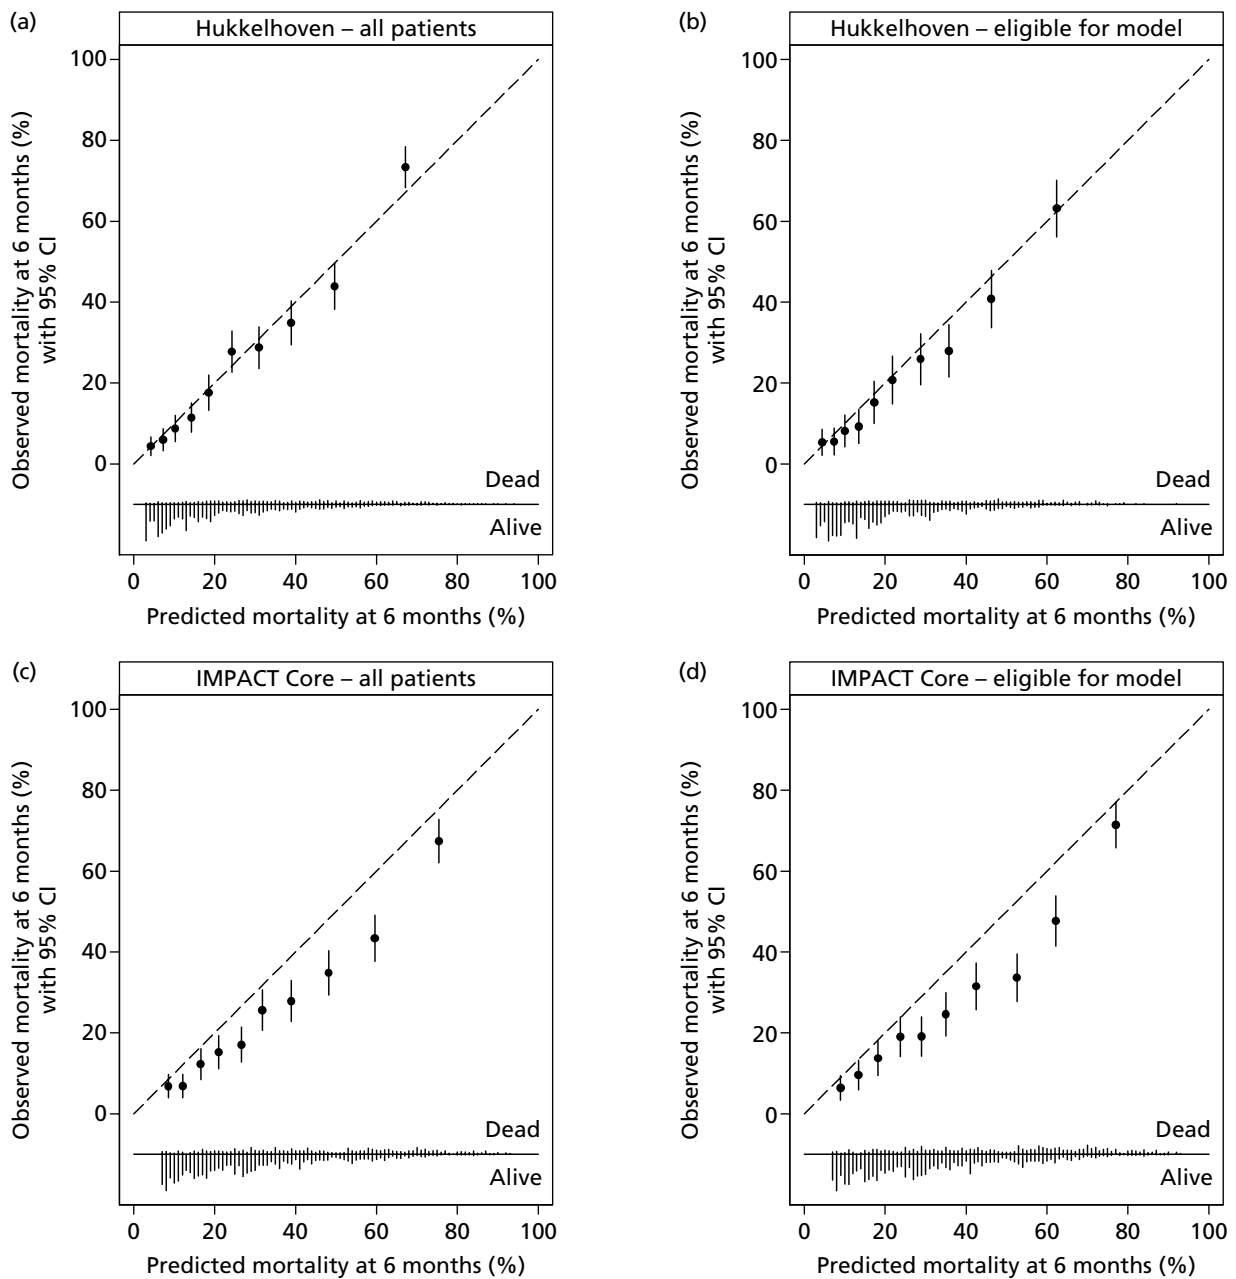 (a)
Hukkelhoven – all patients
Observed mortality at 6 months (%)
with 95% CI
100
80
60
40
20
0
Dead
Alive
0 20 40 60 80 100
Predicted mortality at 6 months (%)
(b)
Hukkelhoven – eligible for model
Observed mortality at 6 months (%)
with 95% CI
100
80
60
40
20
0
Dead
Alive
0 20 40 60 80 100
Predicted mortality at 6 months (%)
(c)
IMPACT Core – all patients
Observed mortality at 6 months (%)
with 95% CI
100
80
60
40
20
0
Dead
Alive
0 20 40 60 80 100
Predicted mortality at 6 months (%)
(d)
IMPACT Core – eligible for model
Observed mortality at 6 months (%)
with 95% CI
100
80
60
40
20
0
Dead
Alive
0 20 40 60 80 100
Predicted mortality at 6 months (%)